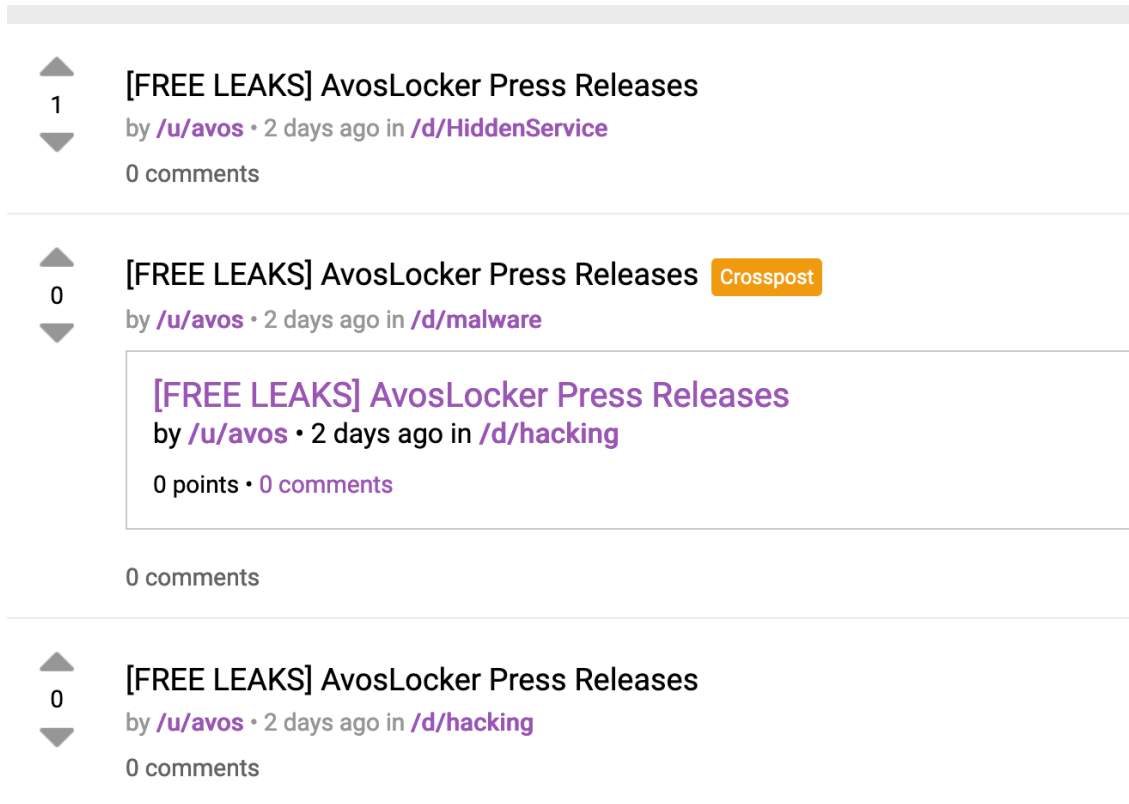 [FREE LEAKS] AvosLocker Press Releases
1
by /u/avos • 2 days ago in /d/HiddenService
0 comments
[FREE LEAKS] AvosLocker Press Releases Crosspost
0
by /u/avos • 2 days ago in /d/malware
[FREE LEAKS] AvosLocker Press Releases
by /u/avos • 2 days ago in /d/hacking
0 points • 0 comments
0 comments
[FREE LEAKS] AvosLocker Press Releases
0
by /u/avos • 2 days ago in /d/hacking
0 comments